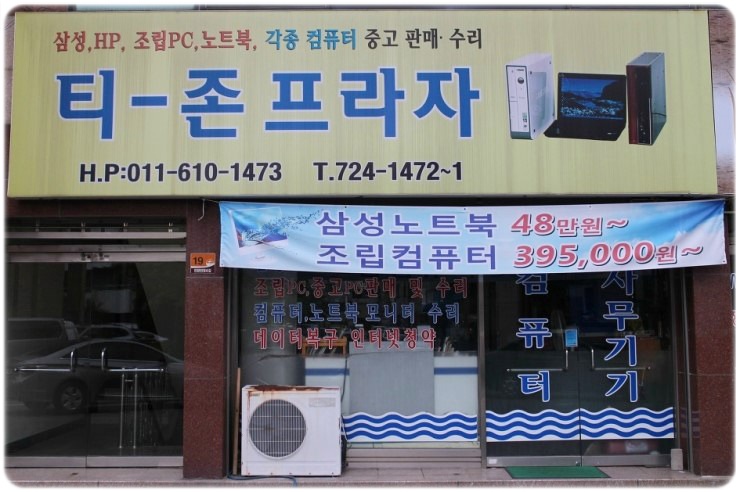 삼성,HP, 조립PC,노트북, 각종 컴퓨터 중고 판매·수리
티-존프라자
H.P:011-610-1473 T.724-1472~1
삼성노트북 48만원~
조립컴퓨터 395,000원~
19
조립PC,중고PC판매 및 수리
컴퓨터,노트북 모니터 수리
데이터복구 인터넷청약
컴퓨터
사무기기